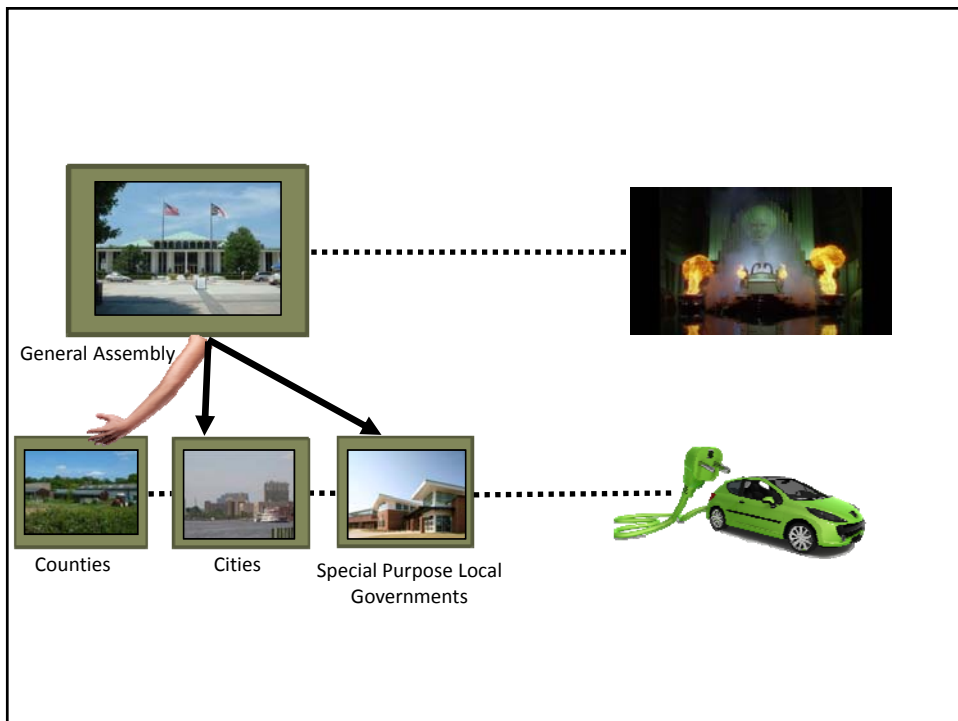 General Assembly
Counties
Cities
Special Purpose Local
Governments